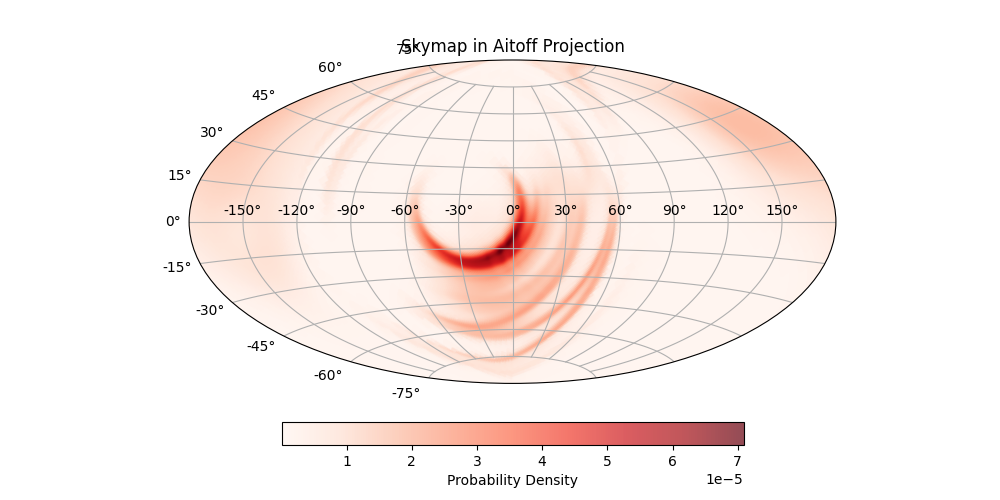 Skymap in Aitoff Projection
75°
60°
45°
30°
15°
-150° -120° -90° -60° -30° 0° 30° 60° 90° 120° 150°
0°
-15°
-30°
-45°
-60°
-75°
1 2 3 4 5 6 7
1e−5
Probability Density